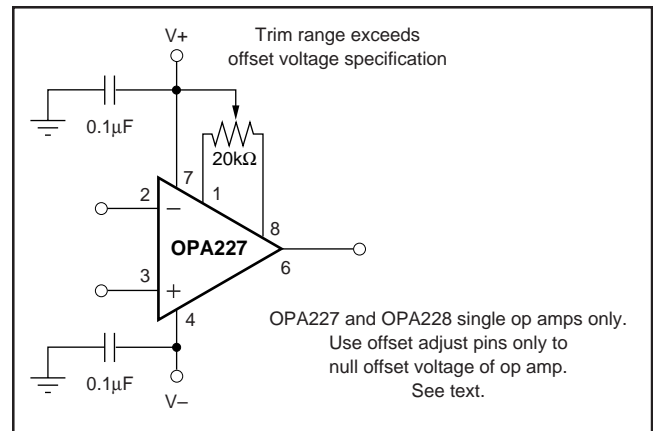 V+
Trim range exceeds
offset voltage specification
0.1µF
20kΩ
7
1
2
–
8
OPA227
6
3
+
4
OPA227 and OPA228 single op amps only.
Use offset adjust pins only to
null offset voltage of op amp.
See text.
0.1µF
V–